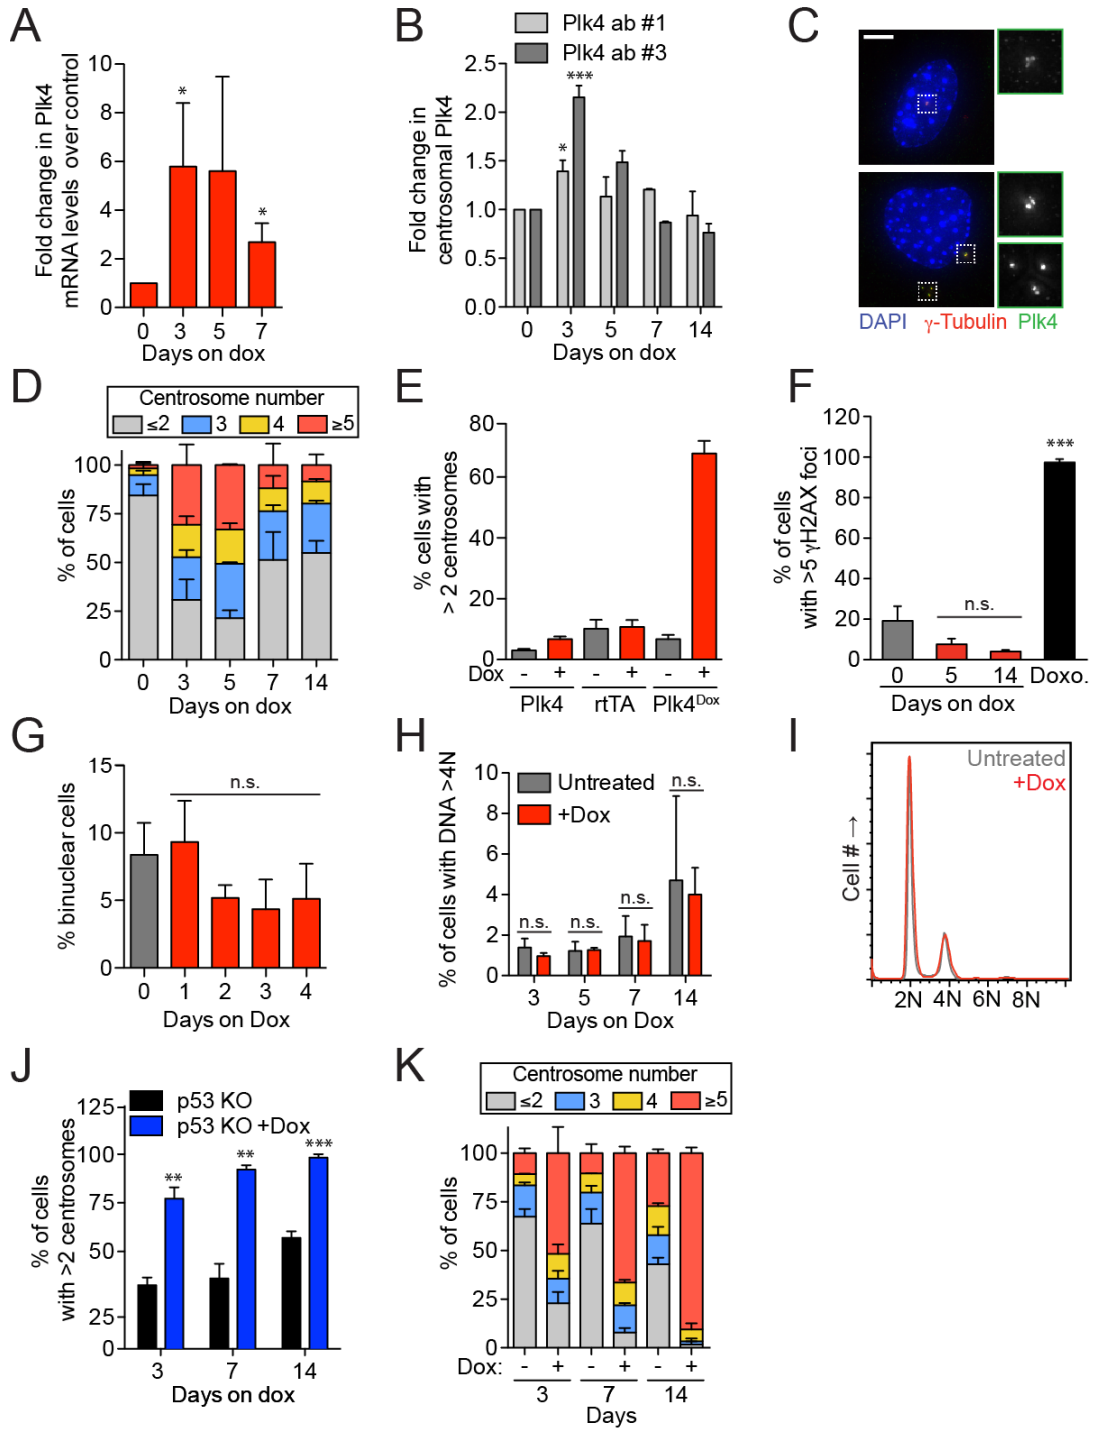 A
Fold change in Plk4
mRNA levels over control
10
8
6
4
2
0
*
*
0 3 5 7
Days on dox
B
Plk4 ab #1
Plk4 ab #3
Fold change in
centrosomal Plk4
2.5
2.0
1.5
1.0
0.5
0.0
*
***
0 3 5 7 14
Days on dox
C
DAPI γ-Tubulin Plk4
D
Centrosome number
≤2 3 4 ≥5
% of cells
100
75
50
25
0
0 3 5 7 14
Days on dox
E
% cells with
> 2 centrosomes
80
60
40
20
0
Dox - + - + - +
Plk4 rtTA Plk4Dox
F
% of cells
with >5 γH2AX foci
120
100
80
60
40
20
0
n.s.
***
0 5 14 Doxo.
Days on dox
G
% binuclear cells
15
10
5
0
n.s.
0 1 2 3 4
Days on Dox
H
% of cells with DNA >4N
Untreated
+Dox
10
8
6
4
2
0
n.s. n.s. n.s. n.s.
3 5 7 14
Days on Dox
I
Untreated
+Dox
Cell # →
2N 4N 6N 8N
J
p53 KO
p53 KO +Dox
% of cells
with >2 centrosomes
125
100
75
50
25
0
** ** ***
3 7 14
Days on dox
K
Centrosome number
≤2 3 4 ≥5
% of cells
100
75
50
25
0
Dox: - + - + - +
3 7 14
Days